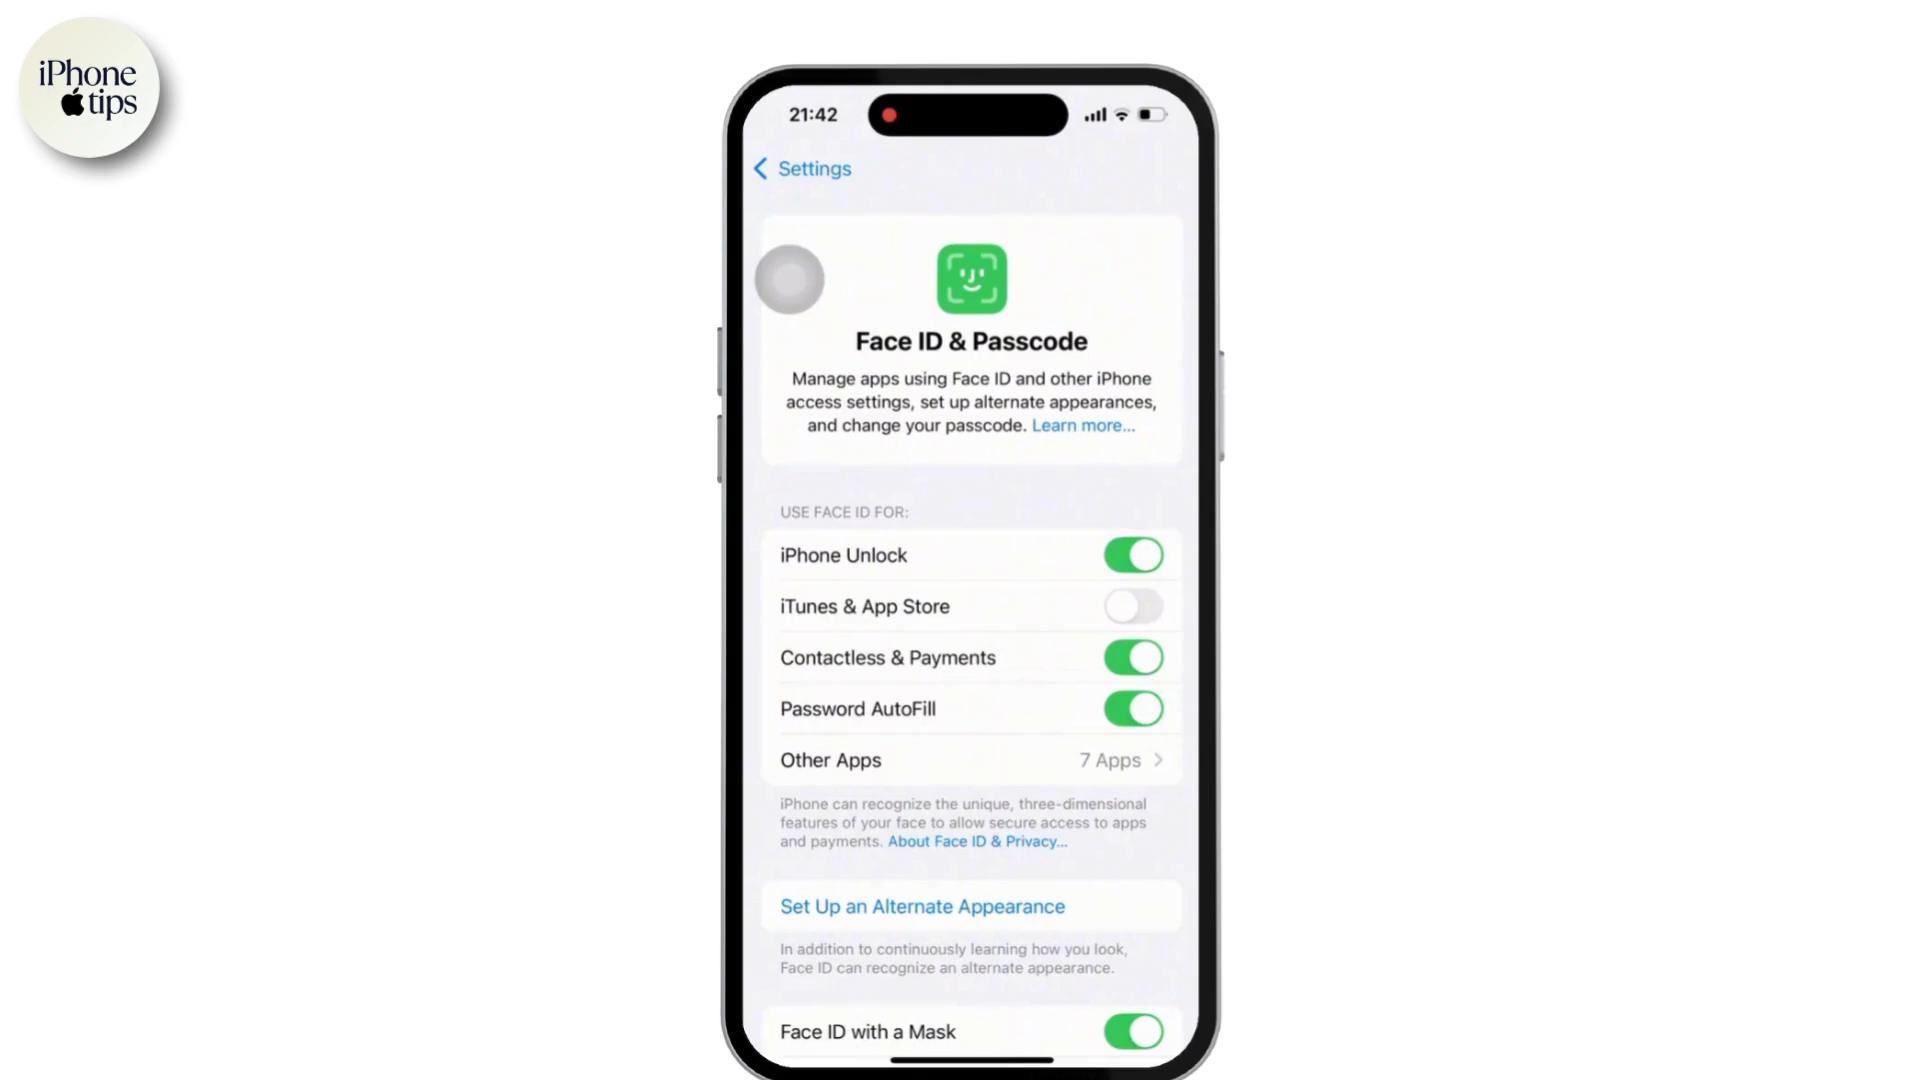 iPhone
tips
21:42
Settings
Face ID & Passcode
Manage apps using Face ID and other iPhone
access settings, set up alternate appearances,
and change your passcode. Learn more...
USE FACE ID FOR:
iPhone Unlock
iTunes & App Store
Contactless & Payments
Password AutoFill
Other Apps 7 Apps
iPhone can recognize the unique, three-dimensional
features of your face to allow secure access to apps
and payments. About Face ID & Privacy...
Set Up an Alternate Appearance
In addition to continuously learning how you look,
Face ID can recognize an alternate appearance.
Face ID with a Mask